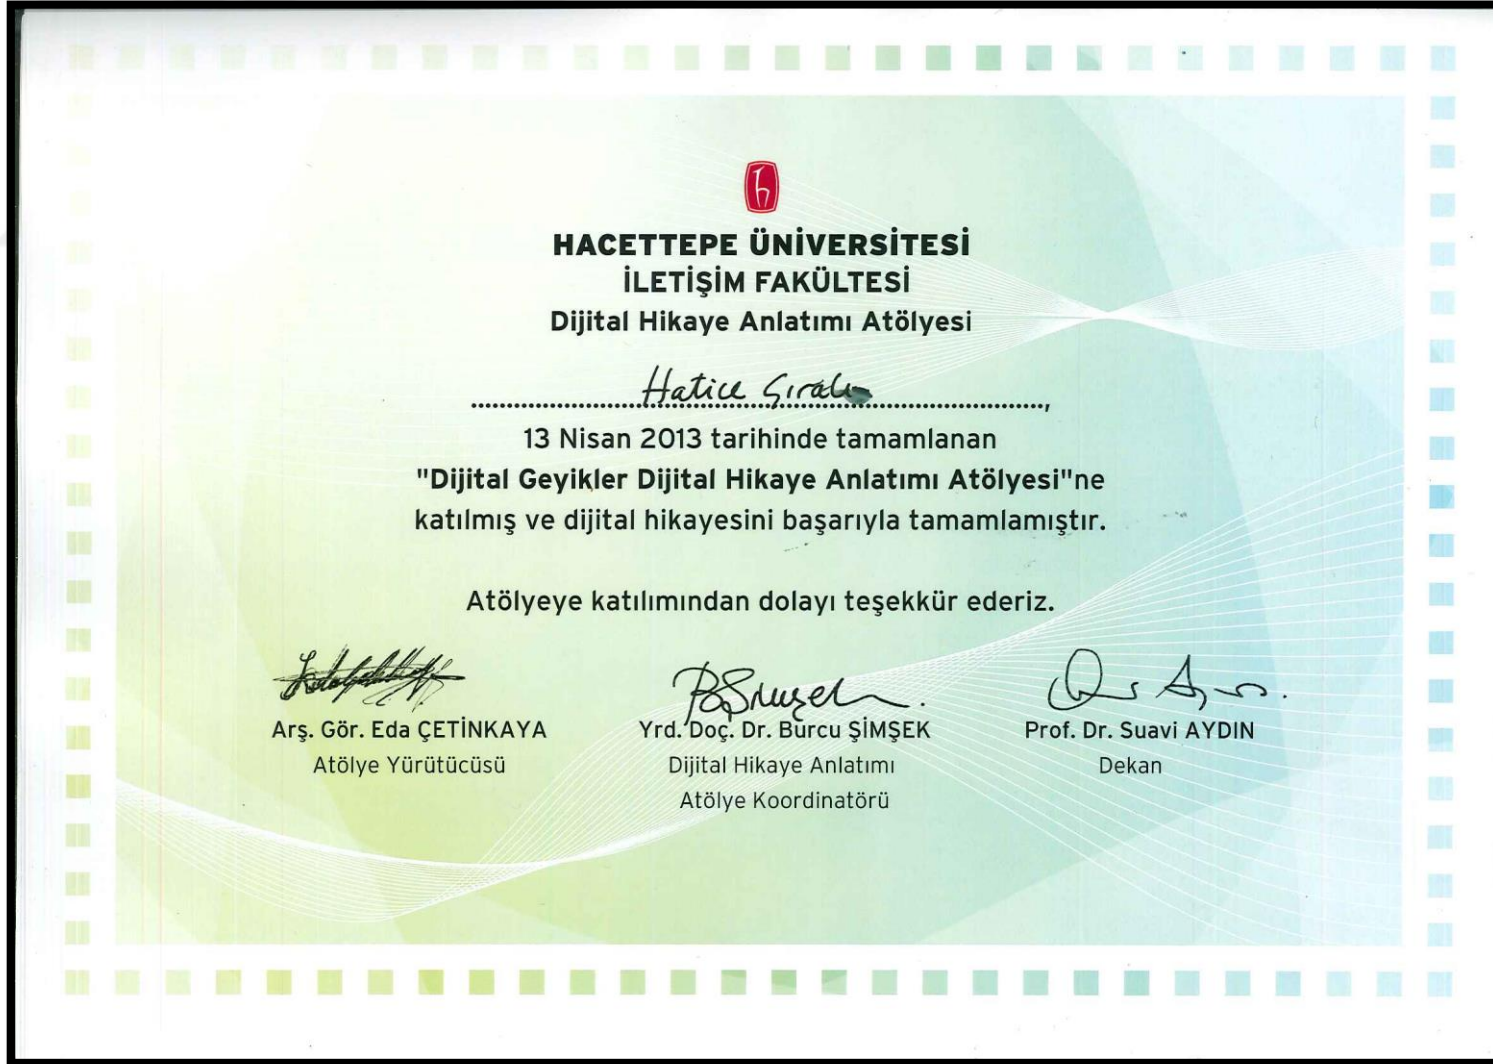 HACETTEPE ÜNİVERSİTESİ
İLETİŞİM FAKÜLTESİ
Dijital Hikaye Anlatımı Atölyesi
Hatice
13 Nisan 2013 tarihinde tamamlanan
"Dijital Geyikler Dijital Hikaye Anlatımı Atölyesi"ne
katılmış ve dijital hikayesini başarıyla tamamlamıştır.
Atölyeye katılımından dolayı teşekkür ederiz.
Arş. Gör. Eda ÇETİNKAYA
Atölye Yürütücüsü
Yrd. Doç. Dr. Burcu ŞİMŞEK
Dijital Hikaye Anlatımı
Atölye Koordinatörü
Prof. Dr. Suavi AYDIN
Dekan